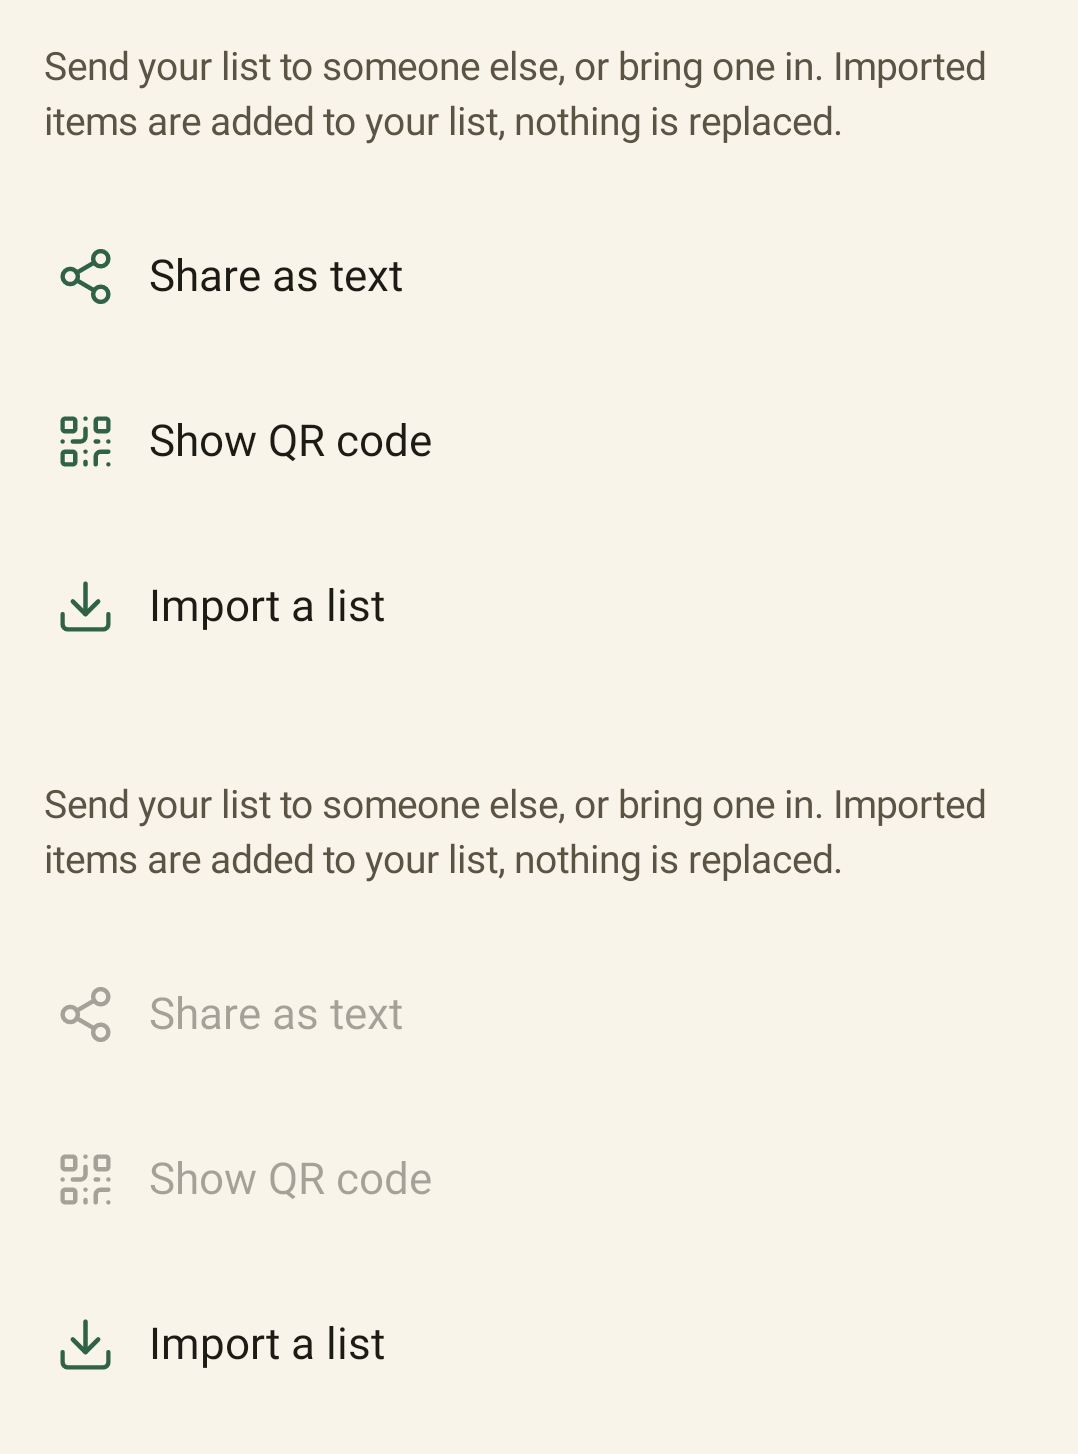 Send your list to someone else, or bring one in. Imported
items are added to your list, nothing is replaced.
Share as text
Show QR code
Import a list
Send your list to someone else, or bring one in. Imported
items are added to your list, nothing is replaced.
Share as text
Show QR code
Import a list